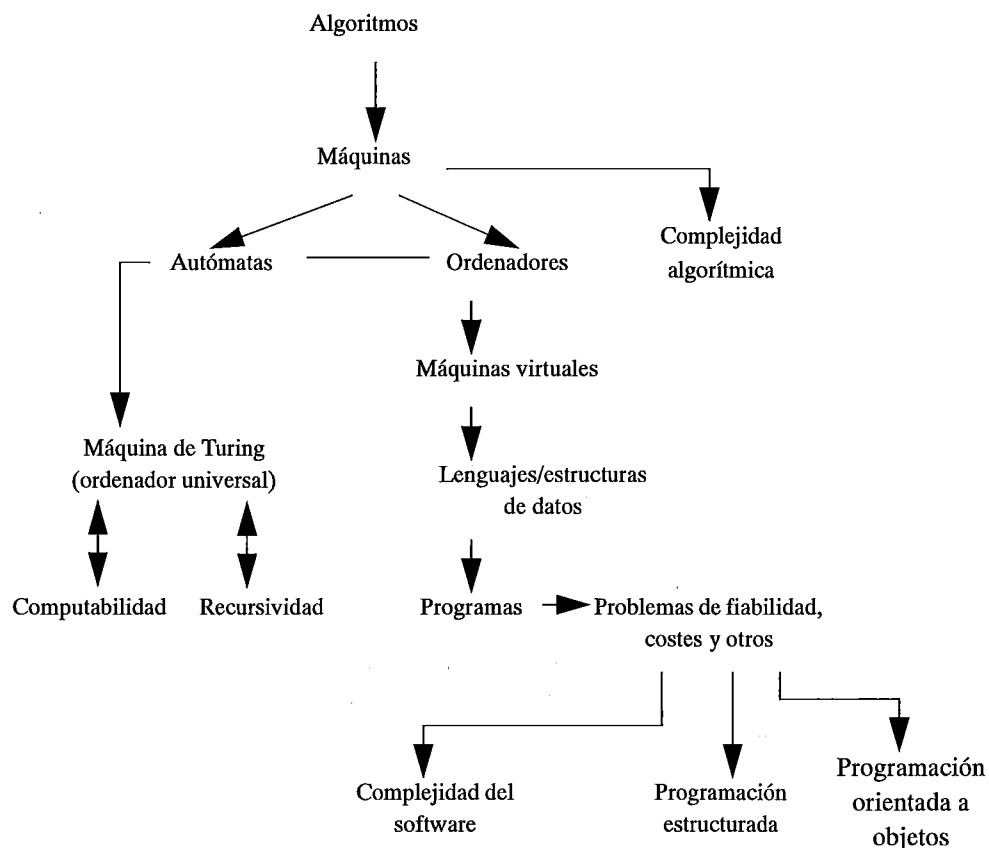 Algoritmos
Máquinas
Complejidad
algorítmica
Autómatas
Ordenadores
Máquinas virtuales
Máquina de Turing
(ordenador universal)
Lenguajes/estructuras
de datos
Computabilidad
Recursividad
Programas
Problemas de fiabilidad,
costes y otros
Complejidad del
software
Programación
estructurada
Programación
orientada a
objetos